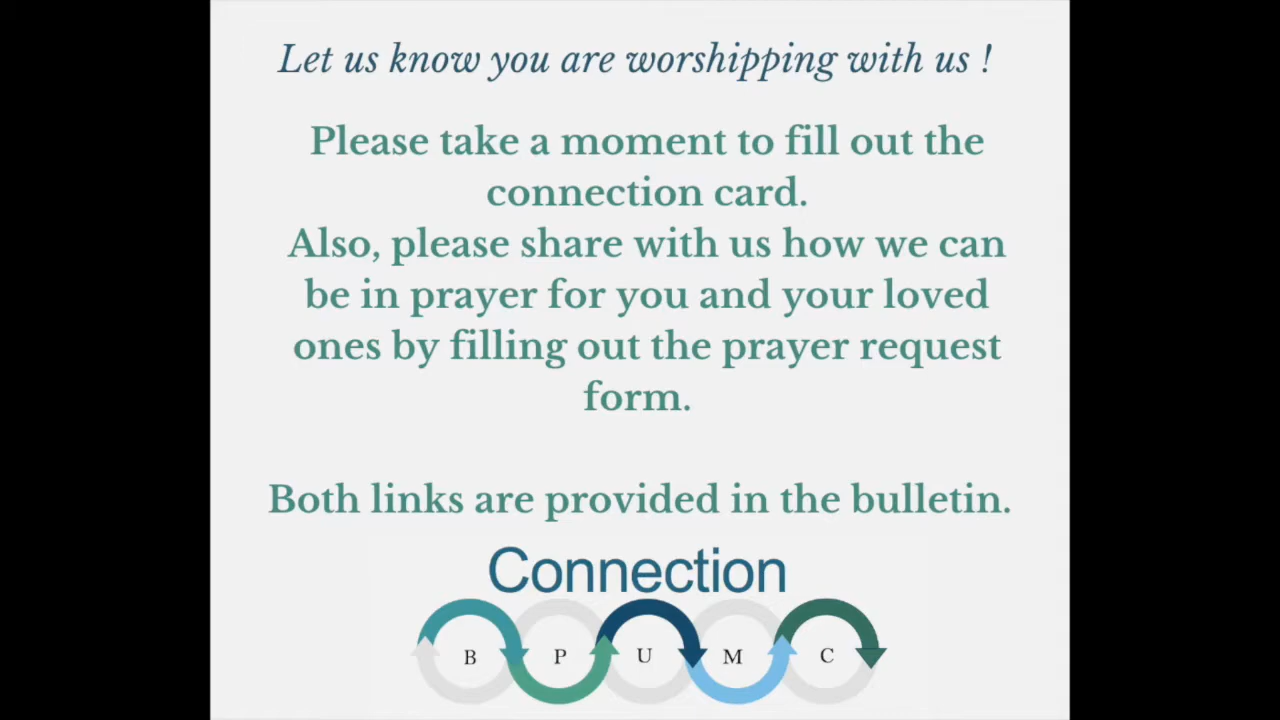 Let us know you are worshipping with us !
Please take a moment to fill out the
connection card.
Also, please share with us how we can
be in prayer for you and your loved
ones by filling out the prayer request
form.
Both links are provided in the bulletin.
Connection
B P U M C